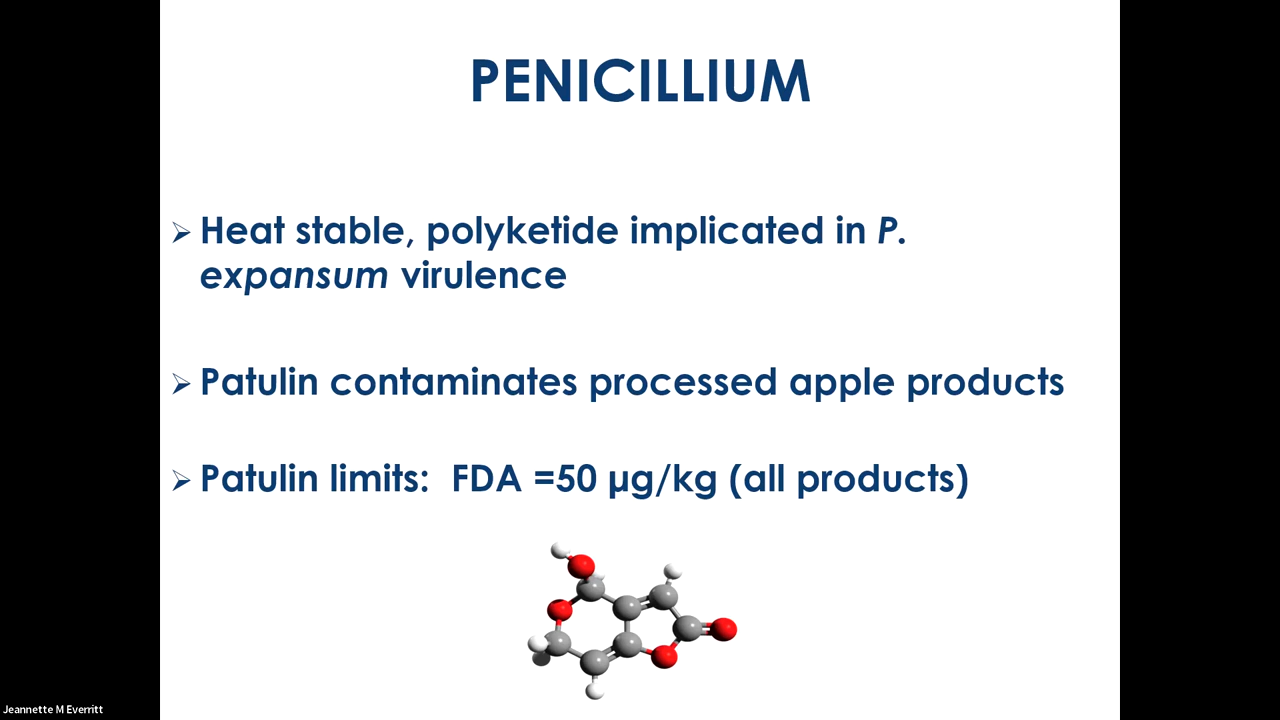 PENICILLIUM
➢ Heat stable, polyketide implicated in P.
expansum virulence
➢ Patulin contaminates processed apple products
➢ Patulin limits:  FDA =50 µg/kg (all products)
Jeannette M Everritt